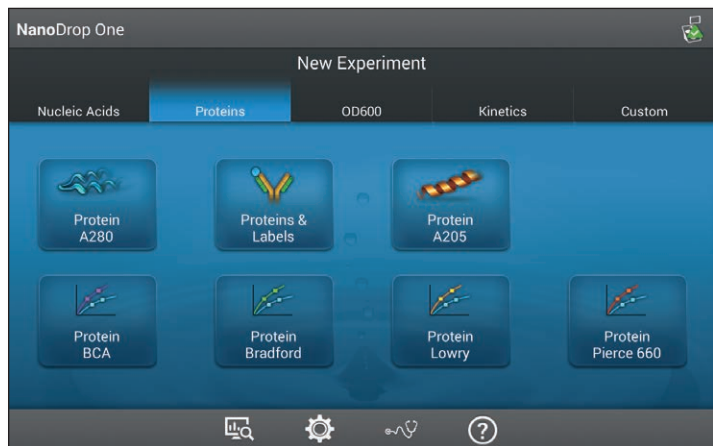 NanoDrop One
New Experiment
Nucleic Acids
Proteins
OD600
Kinetics
Custom
Protein
A280
Proteins &
Labels
Protein
A205
Protein
BCA
Protein
Bradford
Protein
Lowry
Protein
Pierce 660
?